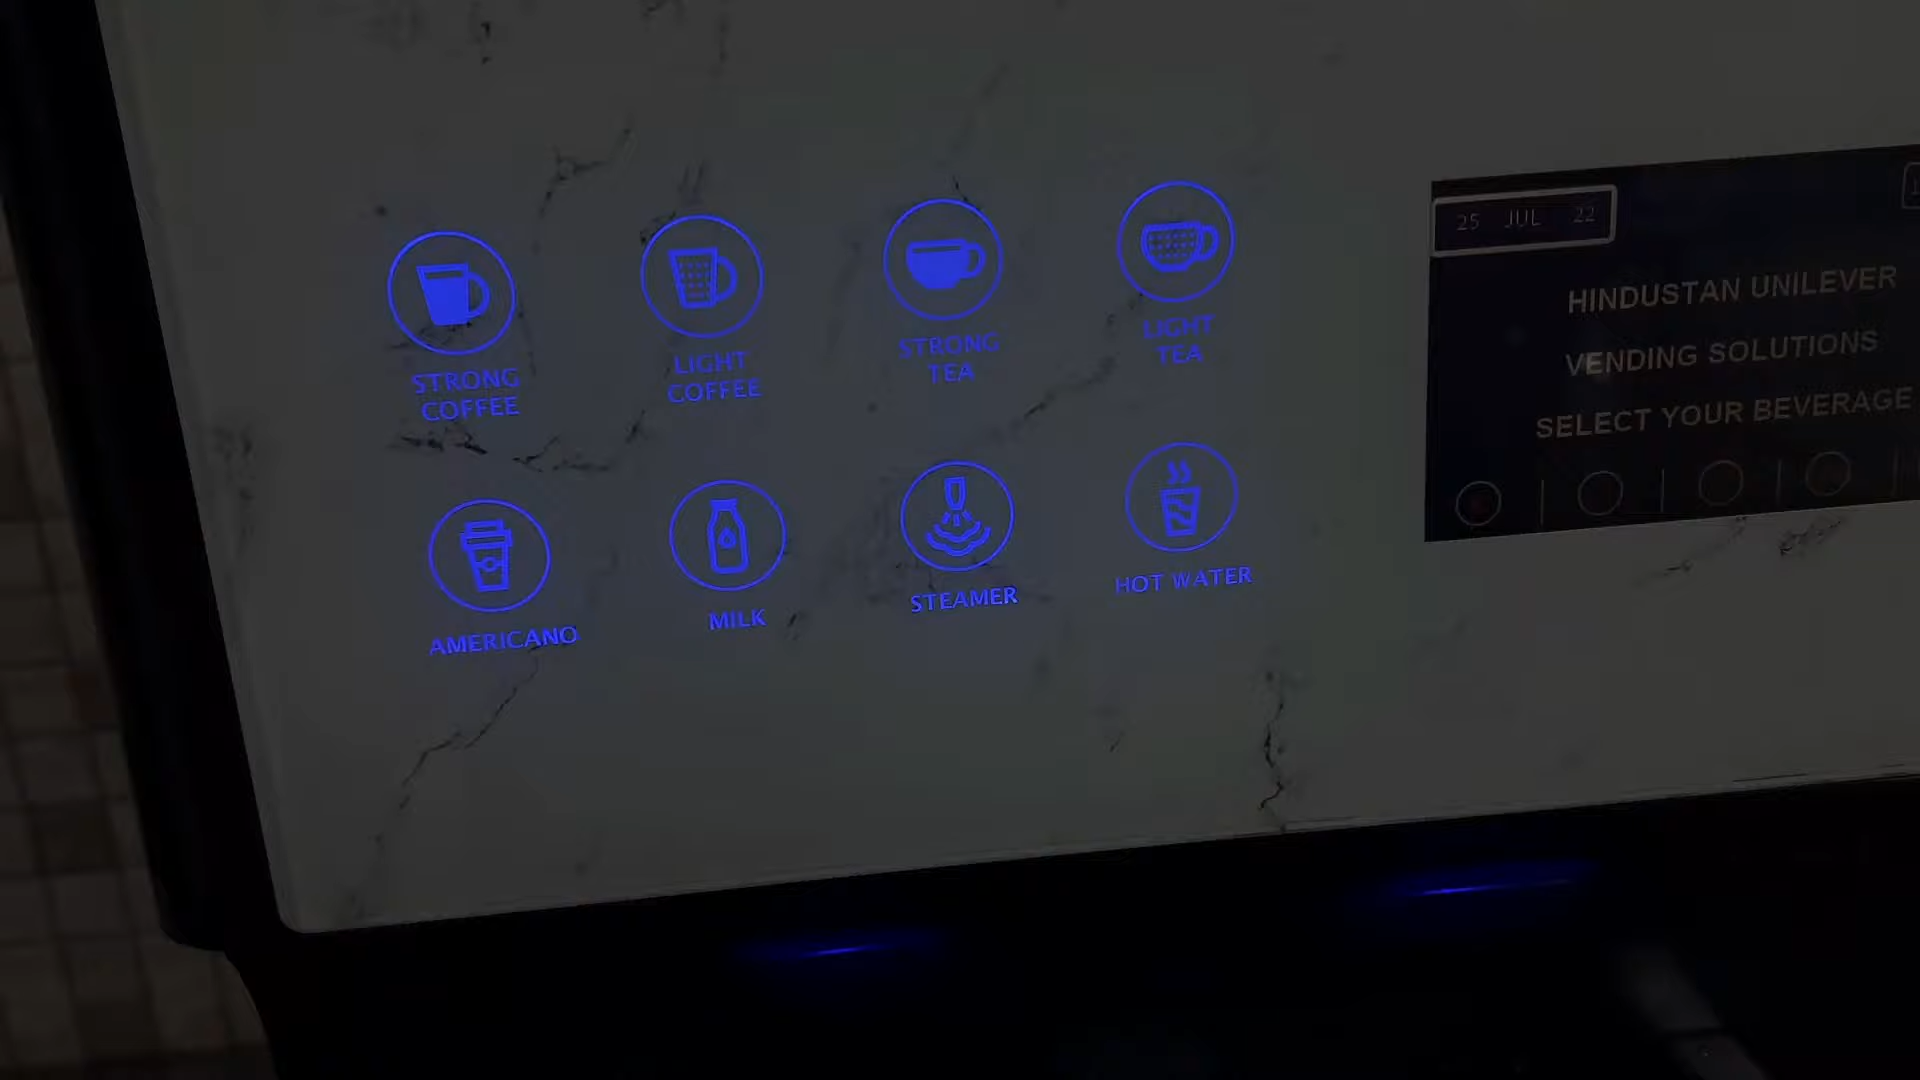 STRONG
COFFEE
LIGHT
COFFEE
STRONG
TEA
LIGHT
TEA
AMERICANO
MILK
STEAMER
HOT WATER
25 JUL 22
HINDUSTAN UNILEVER
VENDING SOLUTIONS
SELECT YOUR BEVERAGE